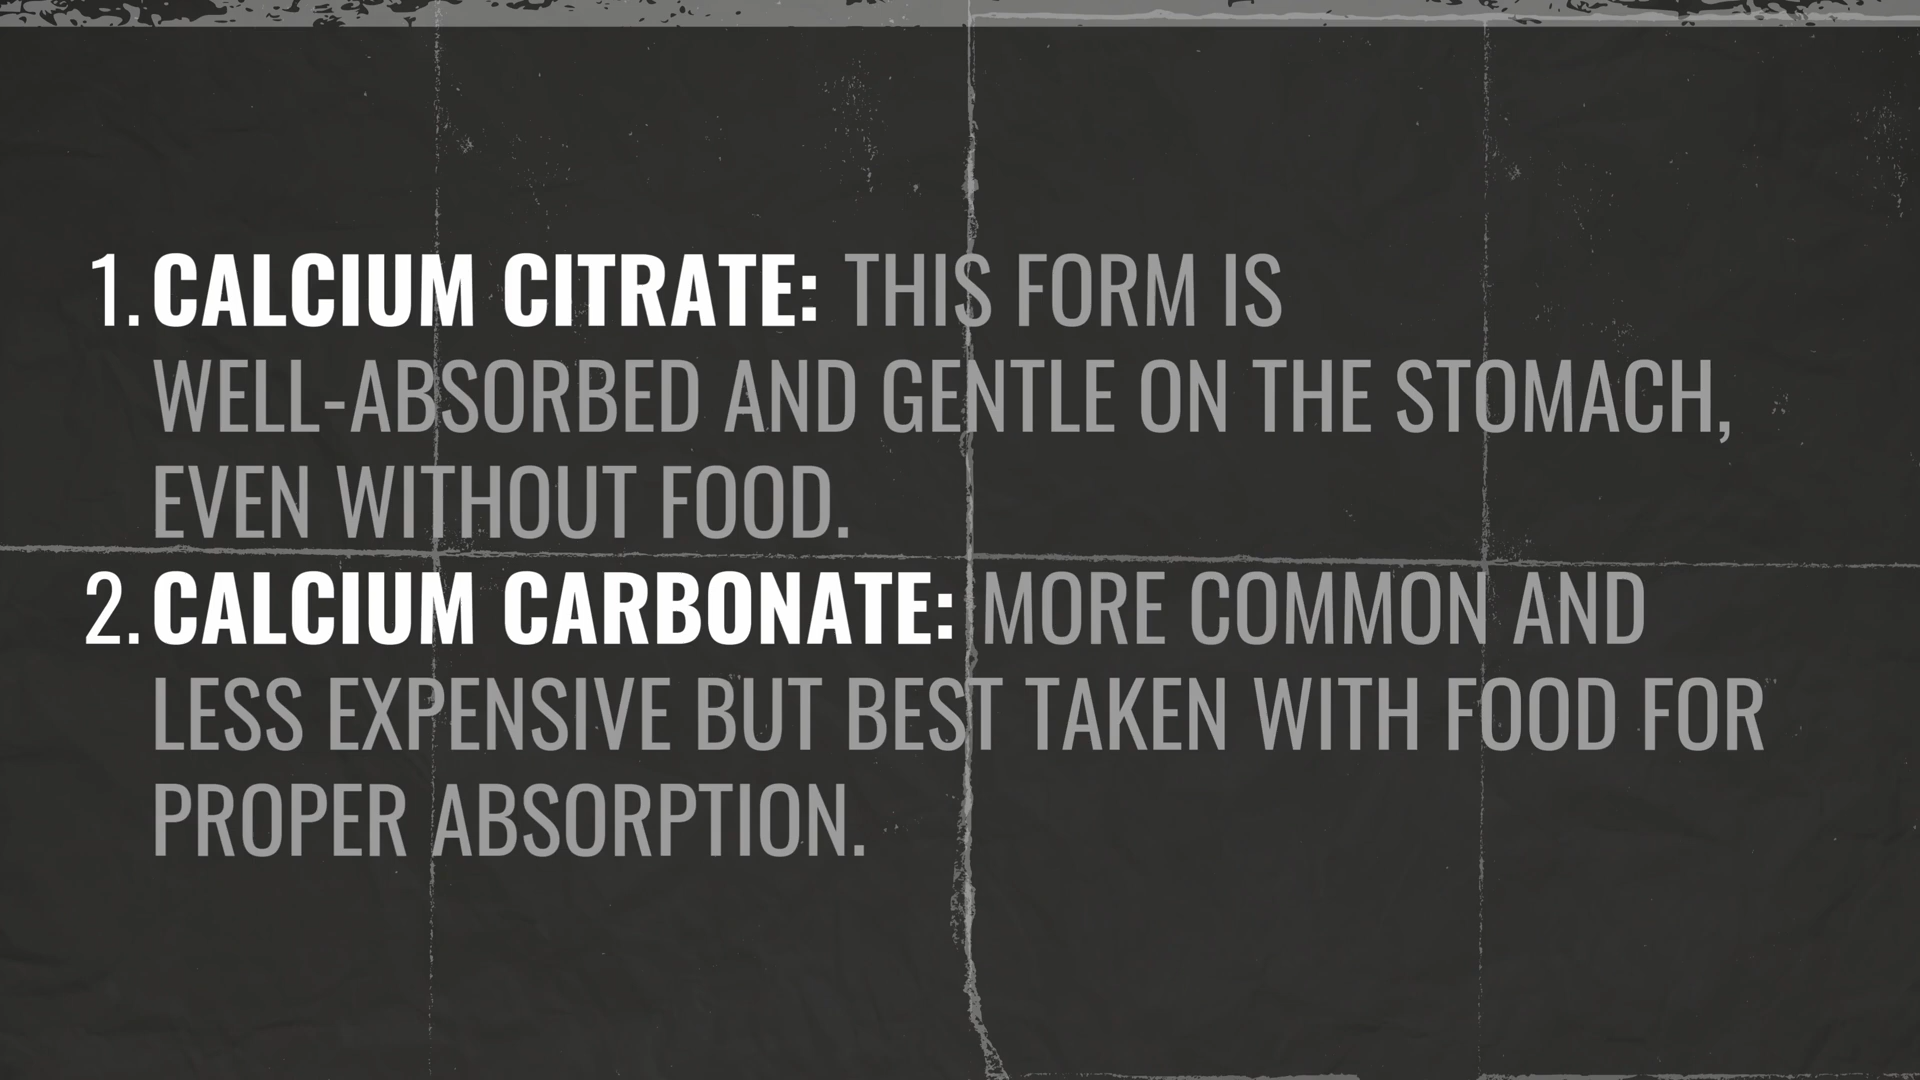 1. CALCIUM CITRATE: THIS FORM IS
WELL-ABSORBED AND GENTLE ON THE STOMACH,
EVEN WITHOUT FOOD.
2. CALCIUM CARBONATE: MORE COMMON AND
LESS EXPENSIVE BUT BEST TAKEN WITH FOOD FOR
PROPER ABSORPTION.